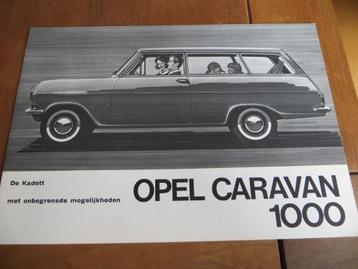 De Kadett
met onbegrensde mogelijkheden
OPEL CARAVAN
1000